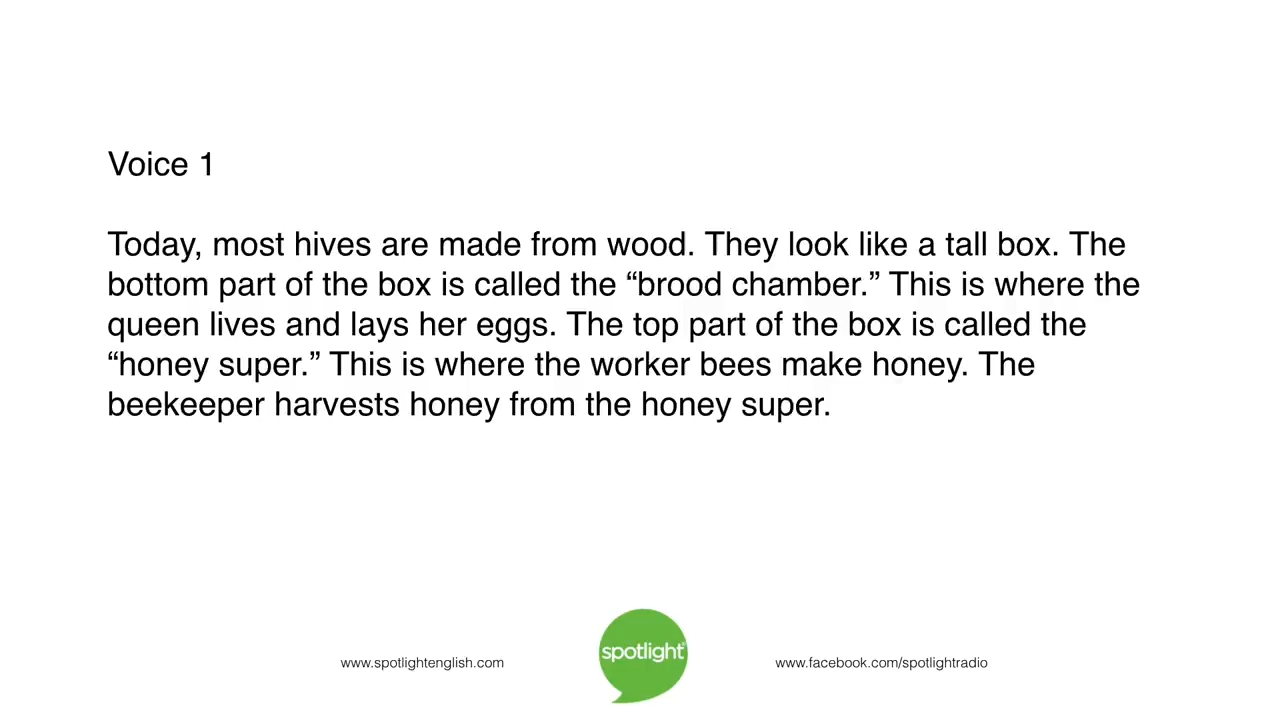 Voice 1
Today, most hives are made from wood. They look like a tall box. The
bottom part of the box is called the “brood chamber.” This is where the
queen lives and lays her eggs. The top part of the box is called the
“honey super.” This is where the worker bees make honey. The
beekeeper harvests honey from the honey super.
www.spotlightenglish.com
spotlight®
www.facebook.com/spotlightradio